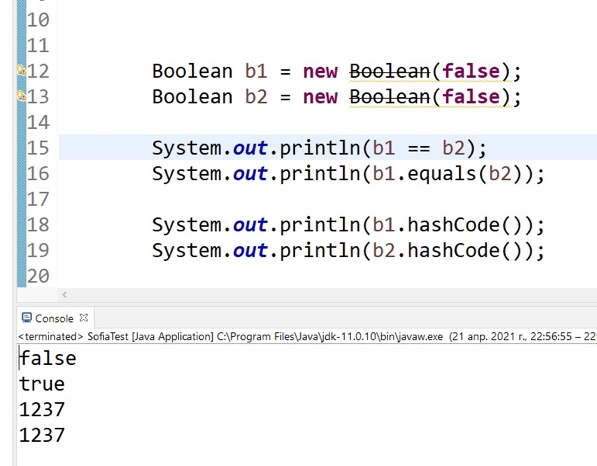 10
11
12 Boolean b1 = new Boolean(false);
13 Boolean b2 = new Boolean(false);
14
15 System.out.println(b1 == b2);
16 System.out.println(b1.equals(b2));
17
18 System.out.println(b1.hashCode());
19 System.out.println(b2.hashCode());
20
Console
<terminated> SofiaTest [Java Application] C:\Program Files\Java\jdk-11.0.10\bin\javaw.exe (21 апр. 2021 г., 22:56:55 – 22
false
true
1237
1237